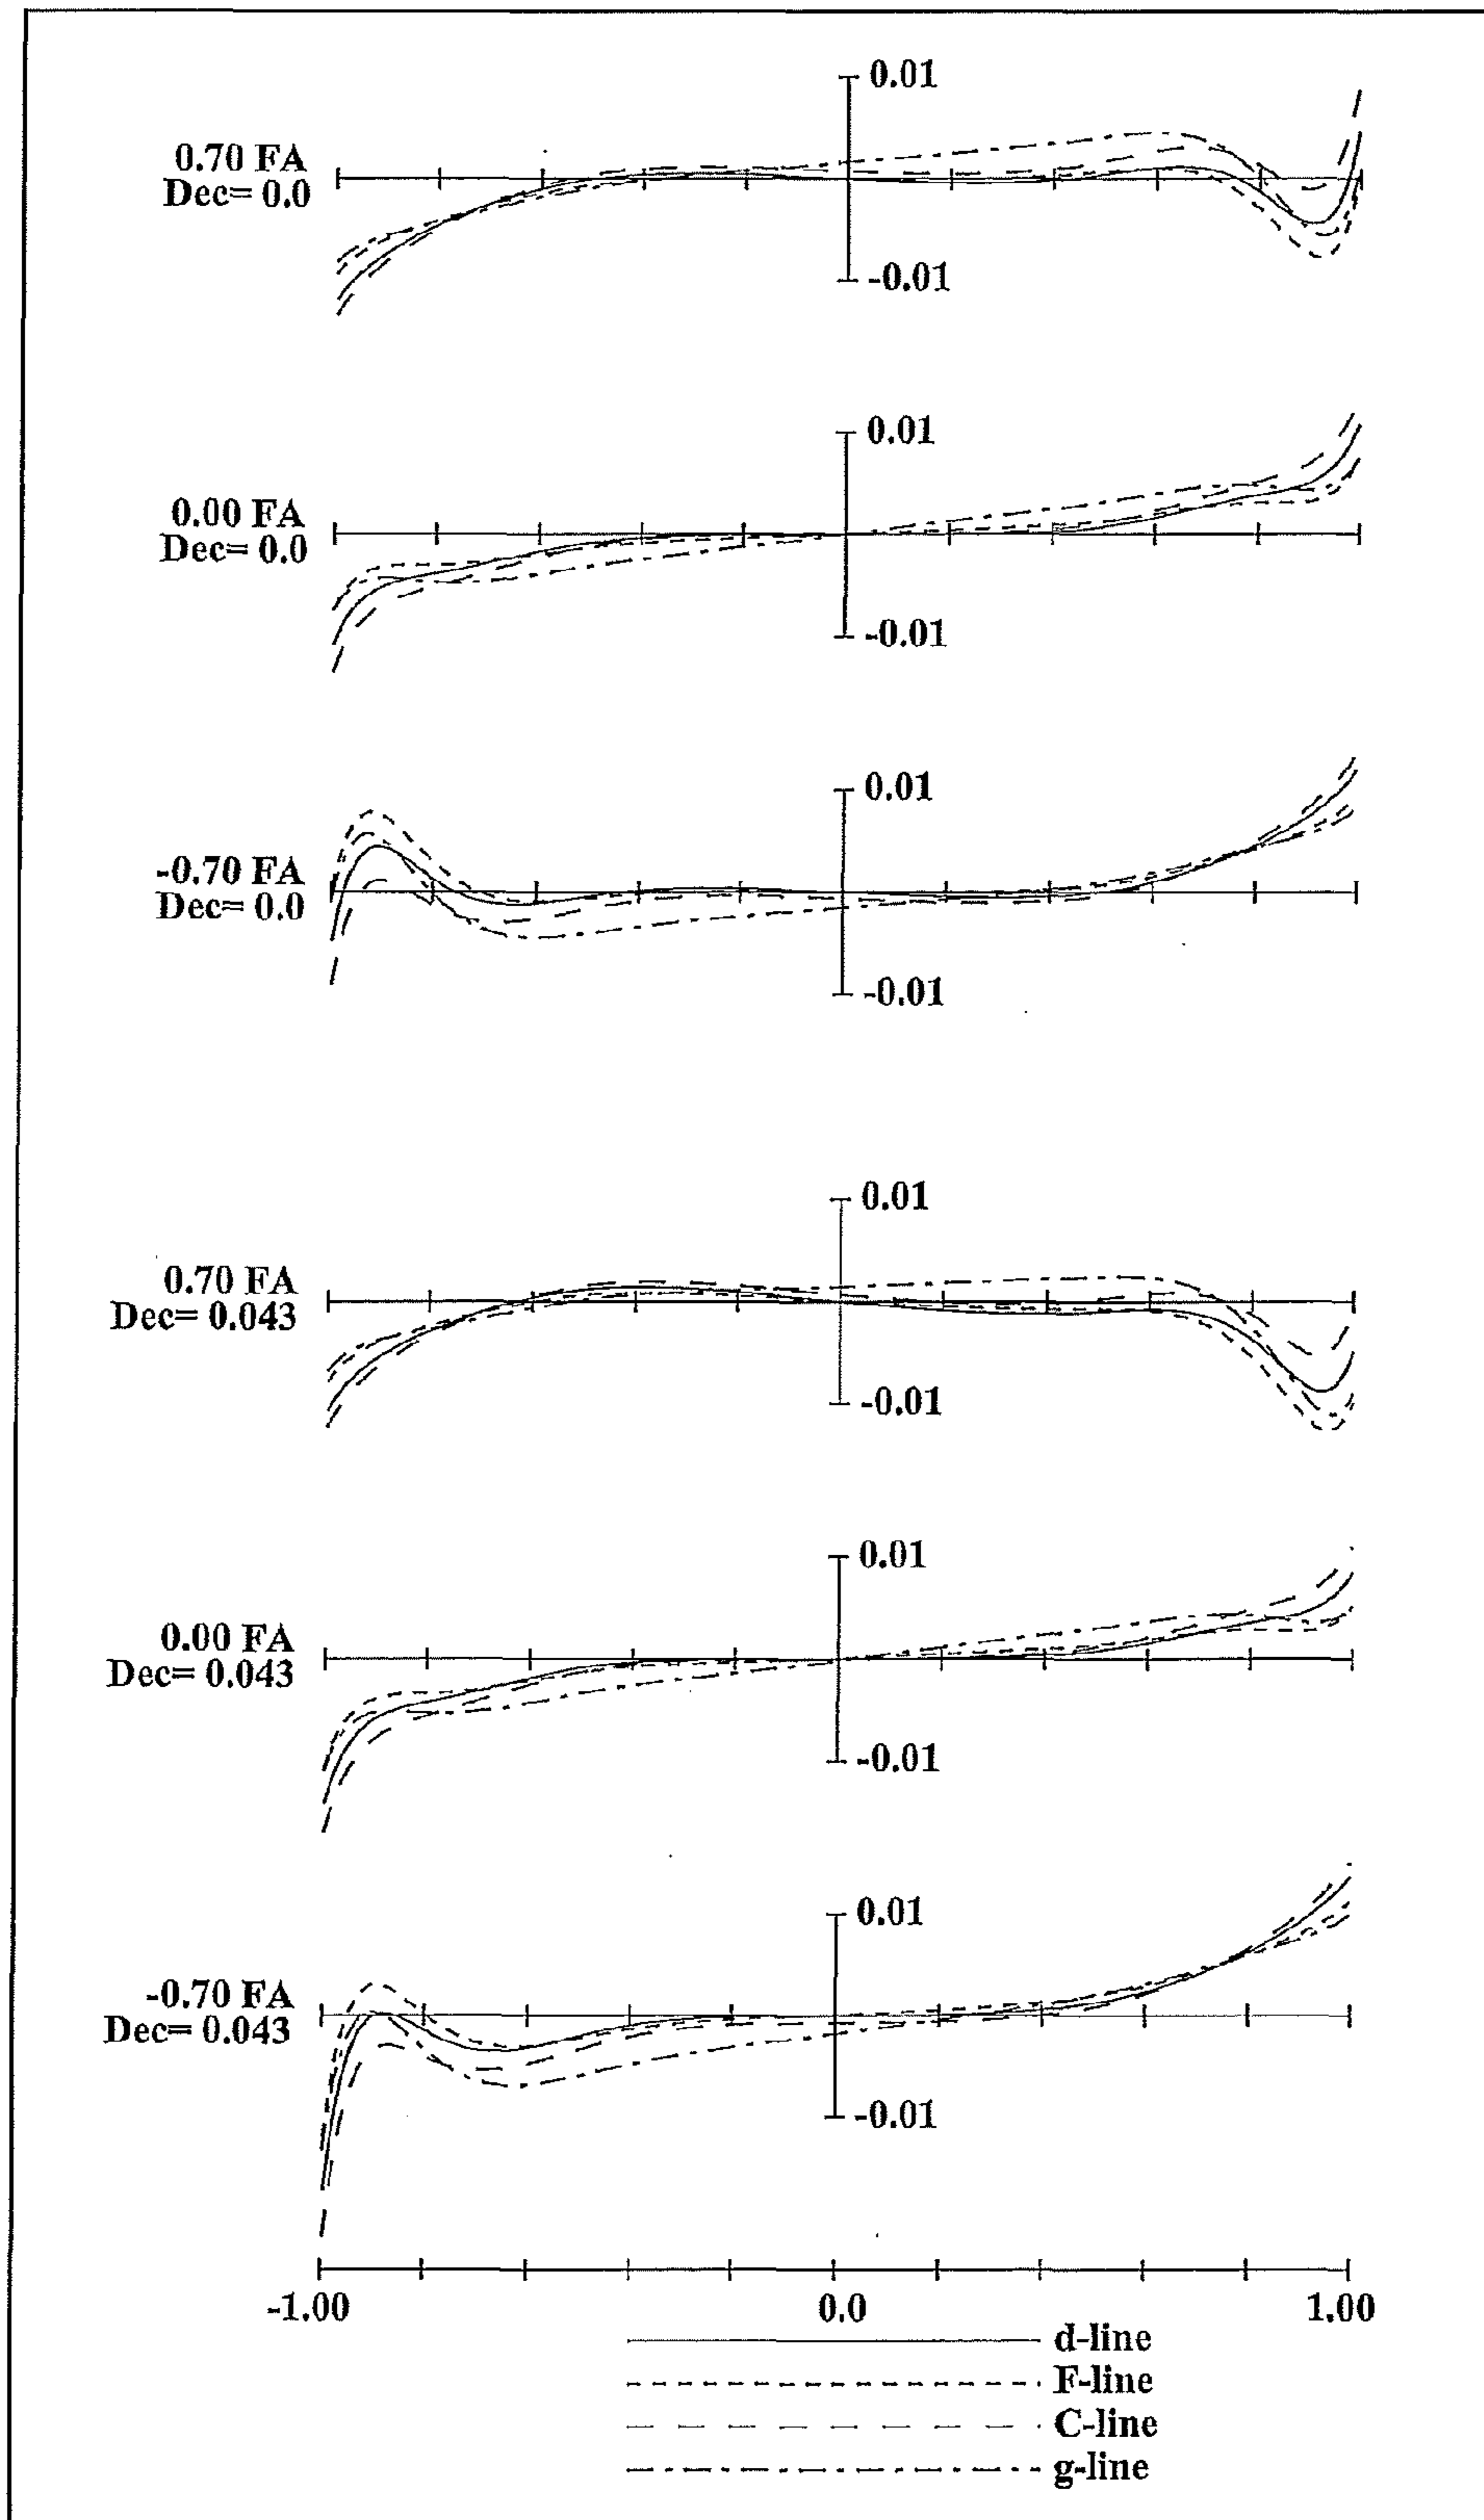 0.01
0.70 FA
Dec= 0.0
-0.01
0.01
0.00 FA
Dec= 0.0
-0.01
0.01
-0.70 FA
Dec= 0.0
-0.01
0.01
0.70 FA
Dec= 0.043
-0.01
0.01
0.00 FA
Dec= 0.043
-0.01
0.01
-0.70 FA
Dec= 0.043
-0.01
-1.00 0.0 1.00
d-line
F-line
C-line
g-line